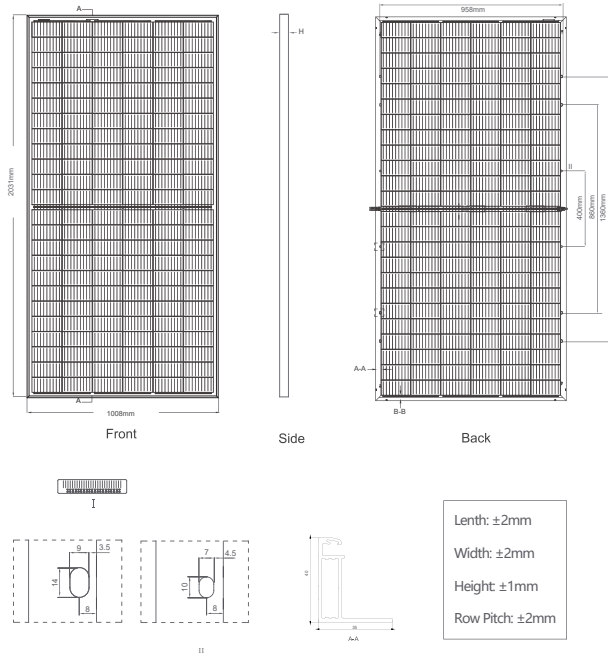 A
958mm
H
2031mm
II
400mm
860mm
1360mm
A-A
A
B-B
1008mm
Front
Side
Back
I
9
3.5
14
8
7
4.5
10
8
II
40
35
A-A
Lenth: ±2mm
Width: ±2mm
Height: ±1mm
Row Pitch: ±2mm